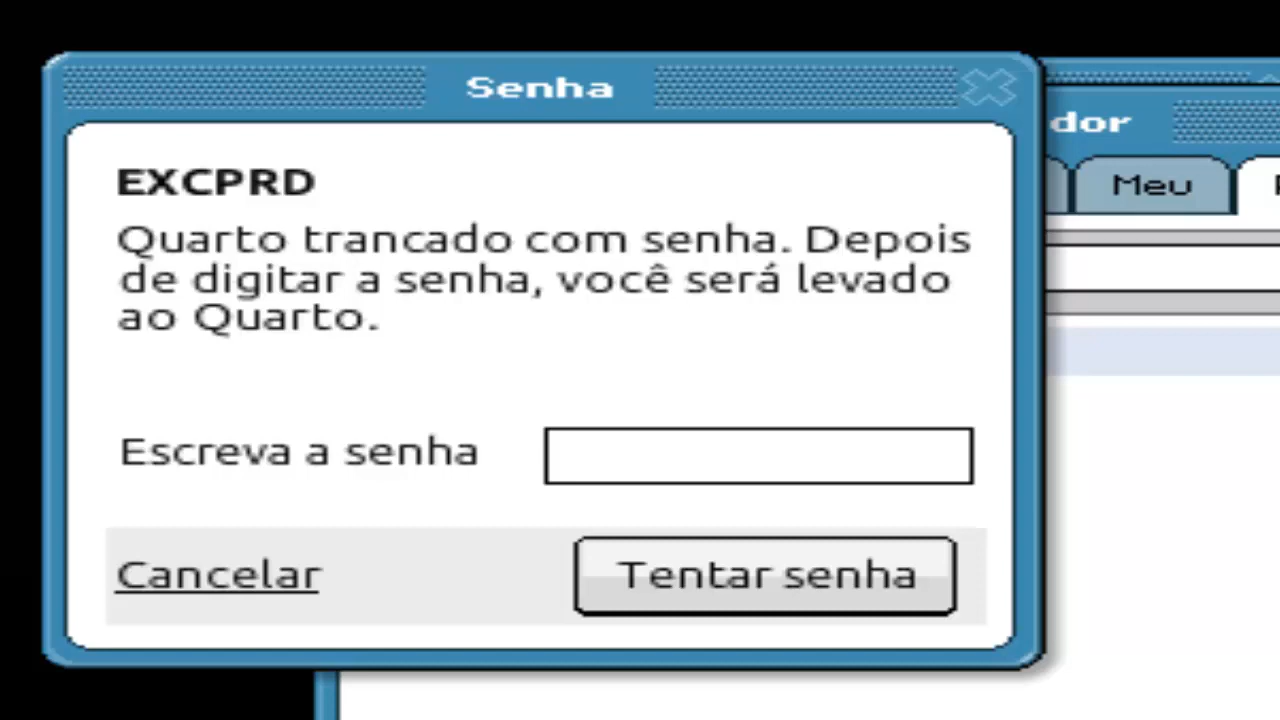 Senha
dor
Meu
EXCPRD
Quarto trancado com senha. Depois
de digitar a senha, você será levado
ao Quarto.
Escreva a senha
Cancelar
Tentar senha